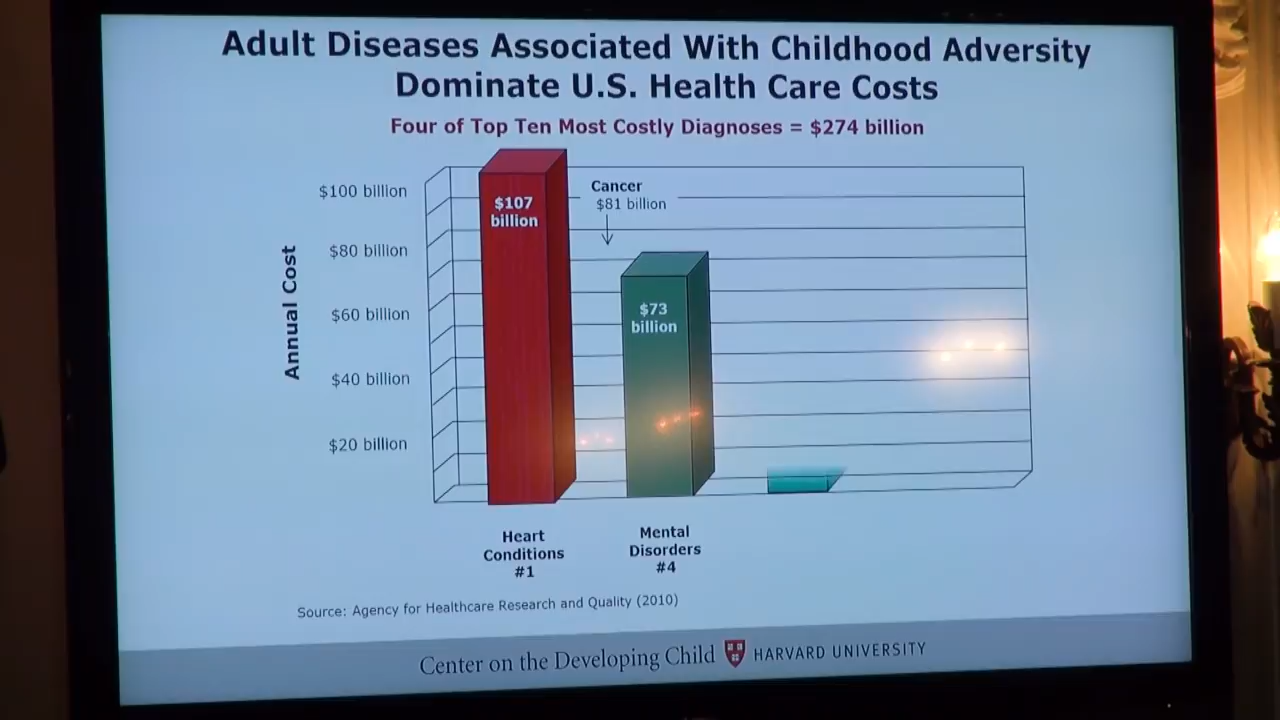 Adult Diseases Associated With Childhood Adversity
Dominate U.S. Health Care Costs
Four of Top Ten Most Costly Diagnoses = $274 billion
$100 billion
$80 billion
$60 billion
$40 billion
$20 billion
Annual Cost
$107
billion
Cancer
$81 billion
$73
billion
Heart
Conditions
#1
Mental
Disorders
#4
Source: Agency for Healthcare Research and Quality (2010)
Center on the Developing Child HARVARD UNIVERSITY